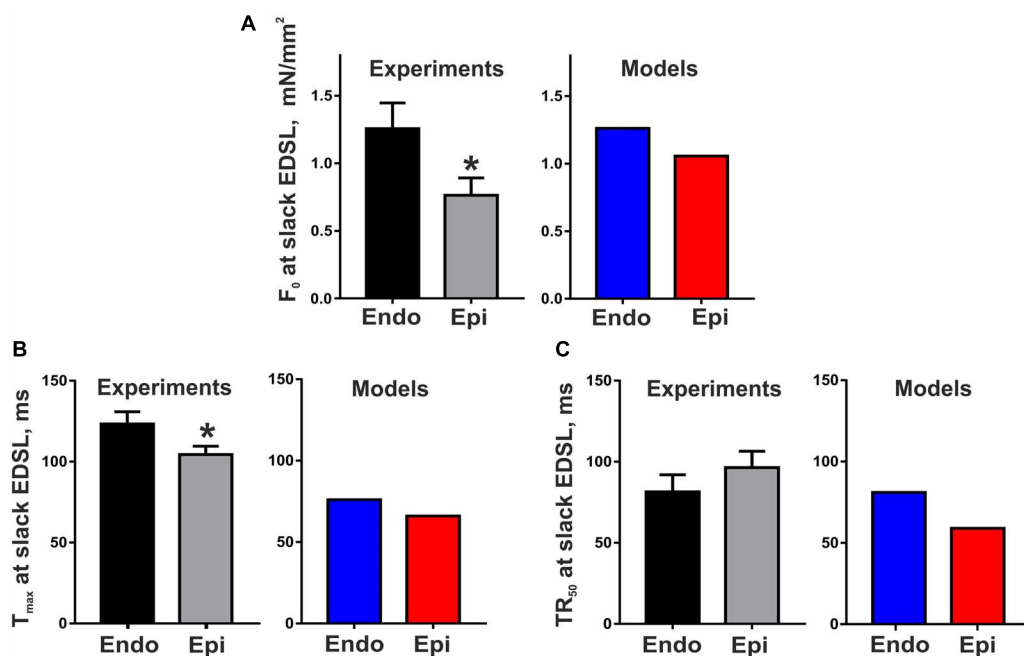 A
F₀ at slack EDSL, mN/mm²
Experiments
1.5
1.0
*
0.5
0.0
Endo Epi
Models
1.5
1.0
0.5
0.0
Endo Epi
B
Tmax at slack EDSL, ms
Experiments
150
*
100
50
0
Endo Epi
Models
150
100
50
0
Endo Epi
C
TR₅₀ at slack EDSL, ms
Experiments
150
100
50
0
Endo Epi
Models
150
100
50
0
Endo Epi